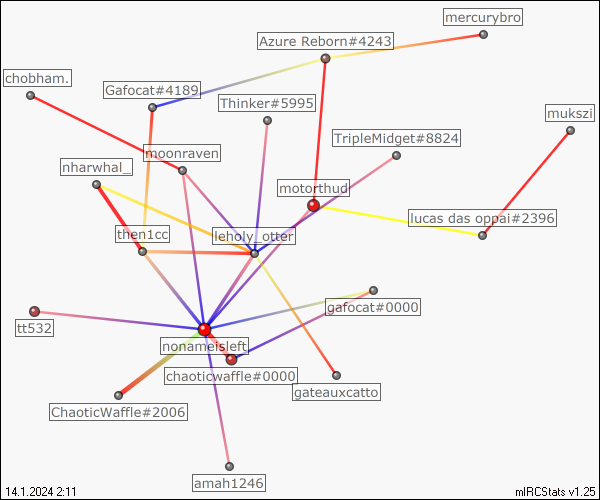 mercurybro
Azure Reborn#4243
chobham.
Gafocat#4189
Thinker#5995
mukszi
TripleMidget#8824
moonraven
nharwhal_
motorthud
lucas das oppai#2396
then1cc
leholy_otter
gafocat#0000
tt532
nonameisleft
chaoticwaffle#0000
gateauxcatto
ChaoticWaffle#2006
amah1246
14.1.2024 2:11
mIRCStats v1.25